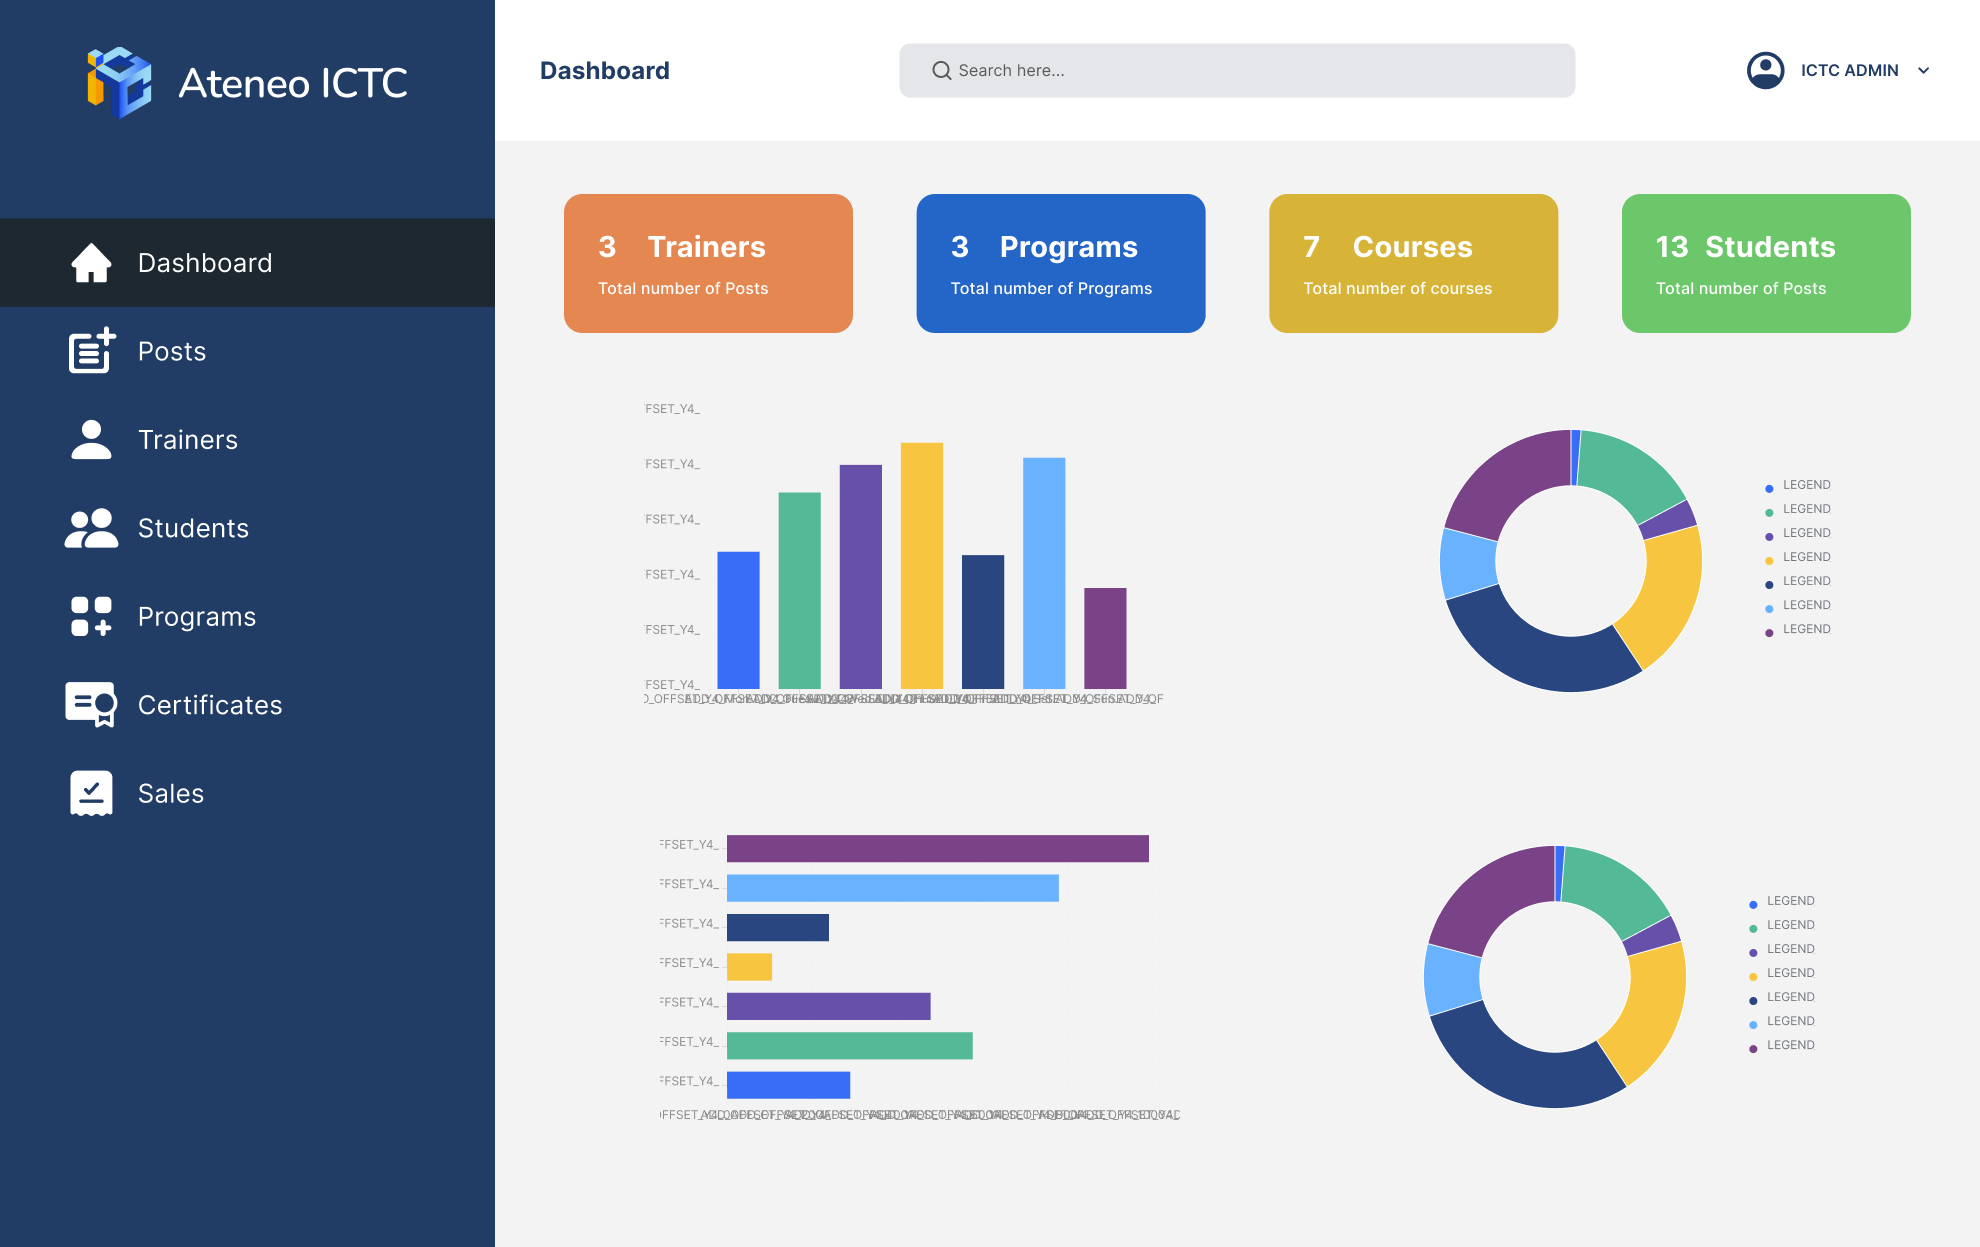 Ateneo ICTC
Dashboard
Search here...
ICTC ADMIN
Dashboard
Posts
Trainers
Students
Programs
Certificates
Sales
3 Trainers
Total number of Posts
3 Programs
Total number of Programs
7 Courses
Total number of courses
13 Students
Total number of Posts
FSET_Y4_
FSET_Y4_
FSET_Y4_
FSET_Y4_
FSET_Y4_
FSET_Y4_
LEGEND
LEGEND
LEGEND
LEGEND
LEGEND
LEGEND
LEGEND
FFSET_Y4_
FFSET_Y4_
FFSET_Y4_
FFSET_Y4_
FFSET_Y4_
FFSET_Y4_
FFSET_Y4_
LEGEND
LEGEND
LEGEND
LEGEND
LEGEND
LEGEND
LEGEND